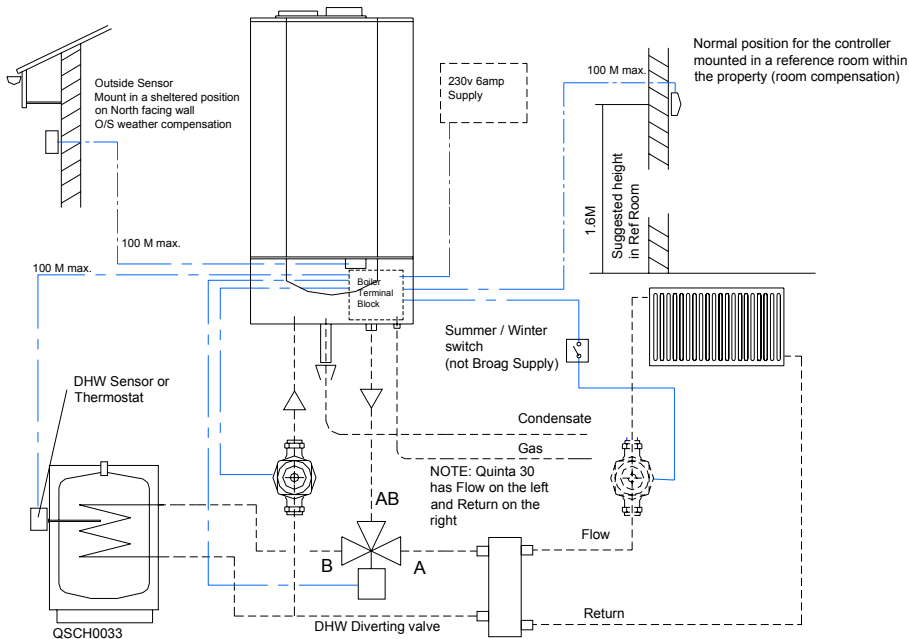 Outside Sensor
Mount in a sheltered position
on North facing wall
O/S weather compensation
230v 6amp
Supply
100 M max.
Normal position for the controller
mounted in a reference room within
the property (room compensation)
1.6M
Suggested height
in Ref Room
100 M max.
100 M max.
Boiler
Terminal
Block
Summer / Winter
switch
(not Broag Supply)
DHW Sensor or
Thermostat
Condensate
Gas
NOTE: Quinta 30
has Flow on the left
and Return on the
right
AB
B
A
Flow
Return
DHW Diverting valve
QSCH0033